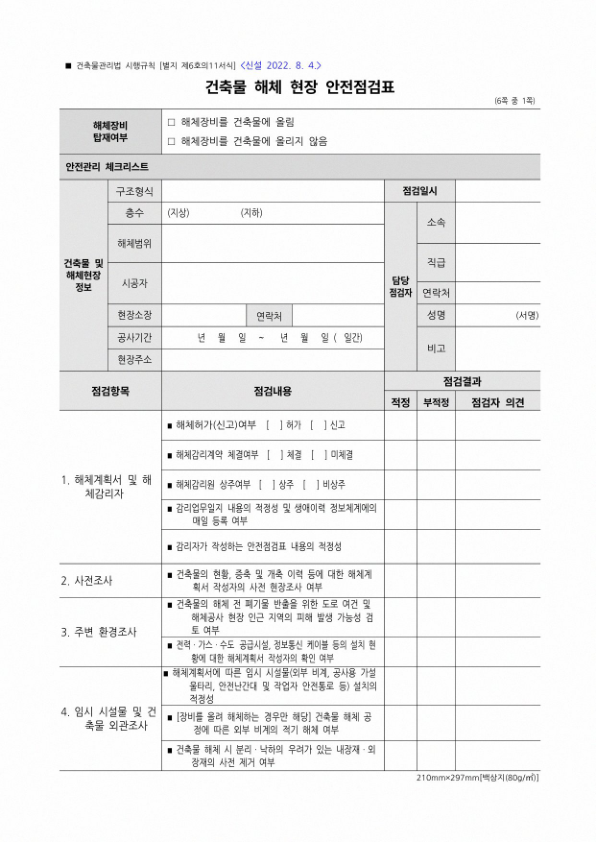 ■ 건축물관리법 시행규칙 [별지 제6호의11서식] <신설 2022. 8. 4.>
건축물 해체 현장 안전점검표
(6쪽 중 1쪽)
해체장비
탑재여부
□ 해체장비를 건축물에 올림
□ 해체장비를 건축물에 올리지 않음
안전관리 체크리스트
건축물 및
해체현장
정보
구조형식
층수 (지상) (지하)
해체범위
시공자
현장소장 연락처
공사기간 년 월 일 ~ 년 월 일 ( 일간)
현장주소
점검일시
담당
점검자
소속
직급
연락처
성명 (서명)
비고
점검항목 점검내용 점검결과
적정 부적정 점검자 의견
1. 해체계획서 및 해
체감리자
■ 해체허가(신고)여부 [ ] 허가 [ ] 신고
■ 해체감리계약 체결여부 [ ] 체결 [ ] 미체결
■ 해체감리원 상주여부 [ ] 상주 [ ] 비상주
■ 감리업무일지 내용의 적정성 및 생애이력 정보체계에의
매일 등록 여부
■ 감리자가 작성하는 안전점검표 내용의 적정성
2. 사전조사
■ 건축물의 현황, 증축 및 개축 이력 등에 대한 해체계
획서 작성자의 사전 현장조사 여부
3. 주변 환경조사
■ 건축물의 해체 전 폐기물 반출을 위한 도로 여건 및
해체공사 현장 인근 지역의 피해 발생 가능성 검
토 여부
■ 전력ㆍ가스ㆍ수도 공급시설, 정보통신 케이블 등의 설치 현
황에 대한 해체계획서 작성자의 확인 여부
4. 임시 시설물 및 건
축물 외관조사
■ 해체계획서에 따른 임시 시설물(외부 비계, 공사용 가설
울타리, 안전난간대 및 작업자 안전통로 등) 설치의
적정성
■ [장비를 올려 해체하는 경우만 해당] 건축물 해체 공
정에 따른 외부 비계의 적기 해체 여부
■ 건축물 해체 시 분리ㆍ낙하의 우려가 있는 내장재ㆍ외
장재의 사전 제거 여부
210mm×297mm[백상지(80g/㎡)]